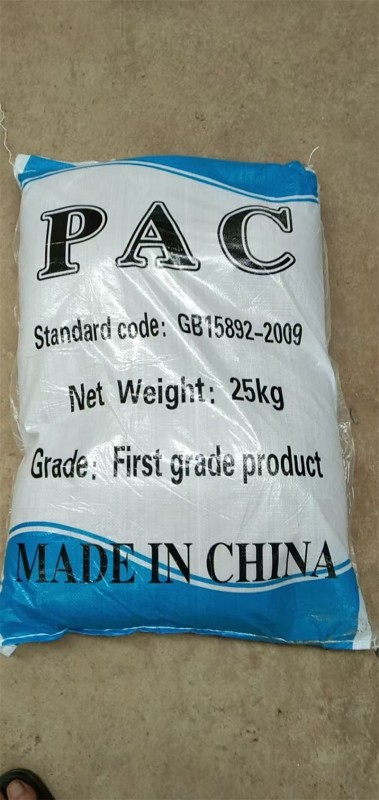 PAC
Standard code: GB15892-2009
Net Weight: 25kg
Grade: First grade product
MADE IN CHINA